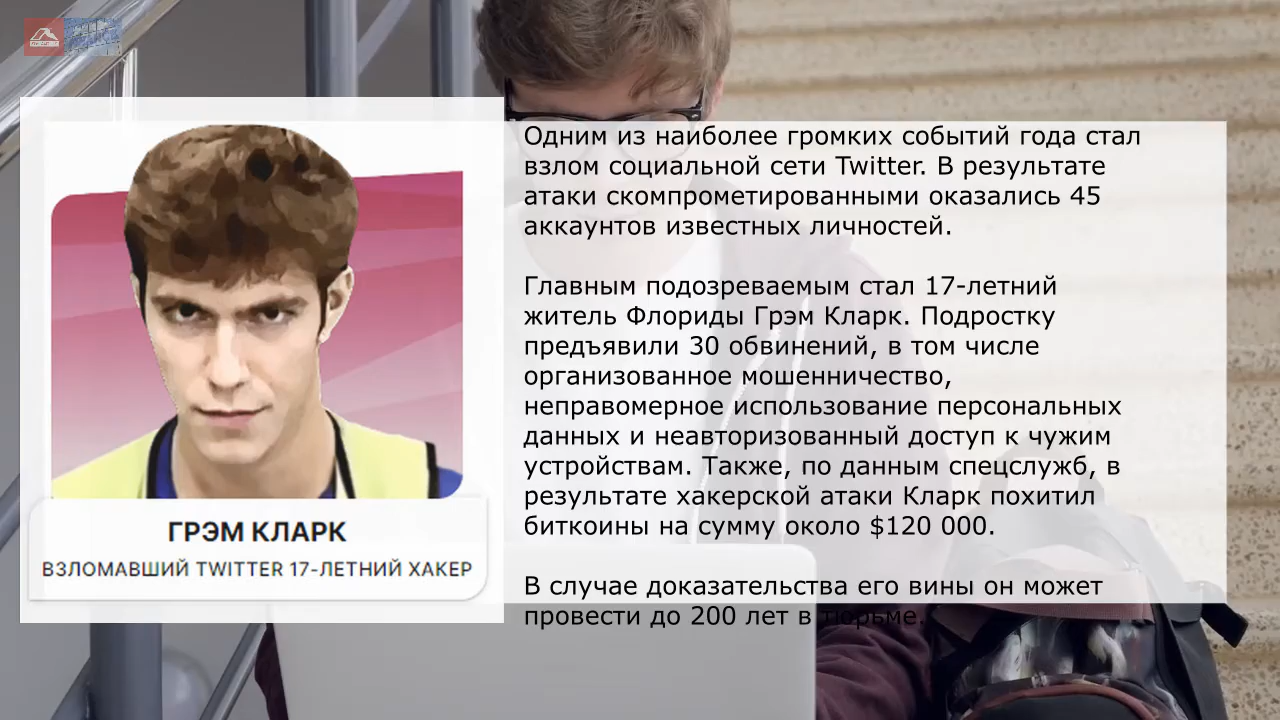 ГРЭМ КЛАРК
ВЗЛОМАВШИЙ TWITTER 17-ЛЕТНИЙ ХАКЕР
Одним из наиболее громких событий года стал
взлом социальной сети Twitter. В результате
атаки скомпрометированными оказались 45
аккаунтов известных личностей.
Главным подозреваемым стал 17-летний
житель Флориды Грэм Кларк. Подростку
предъявили 30 обвинений, в том числе
организованное мошенничество,
неправомерное использование персональных
данных и неавторизованный доступ к чужим
устройствам. Также, по данным спецслужб, в
результате хакерской атаки Кларк похитил
биткоины на сумму около $120 000.
В случае доказательства его вины он может
провести до 200 лет в тюрьме.